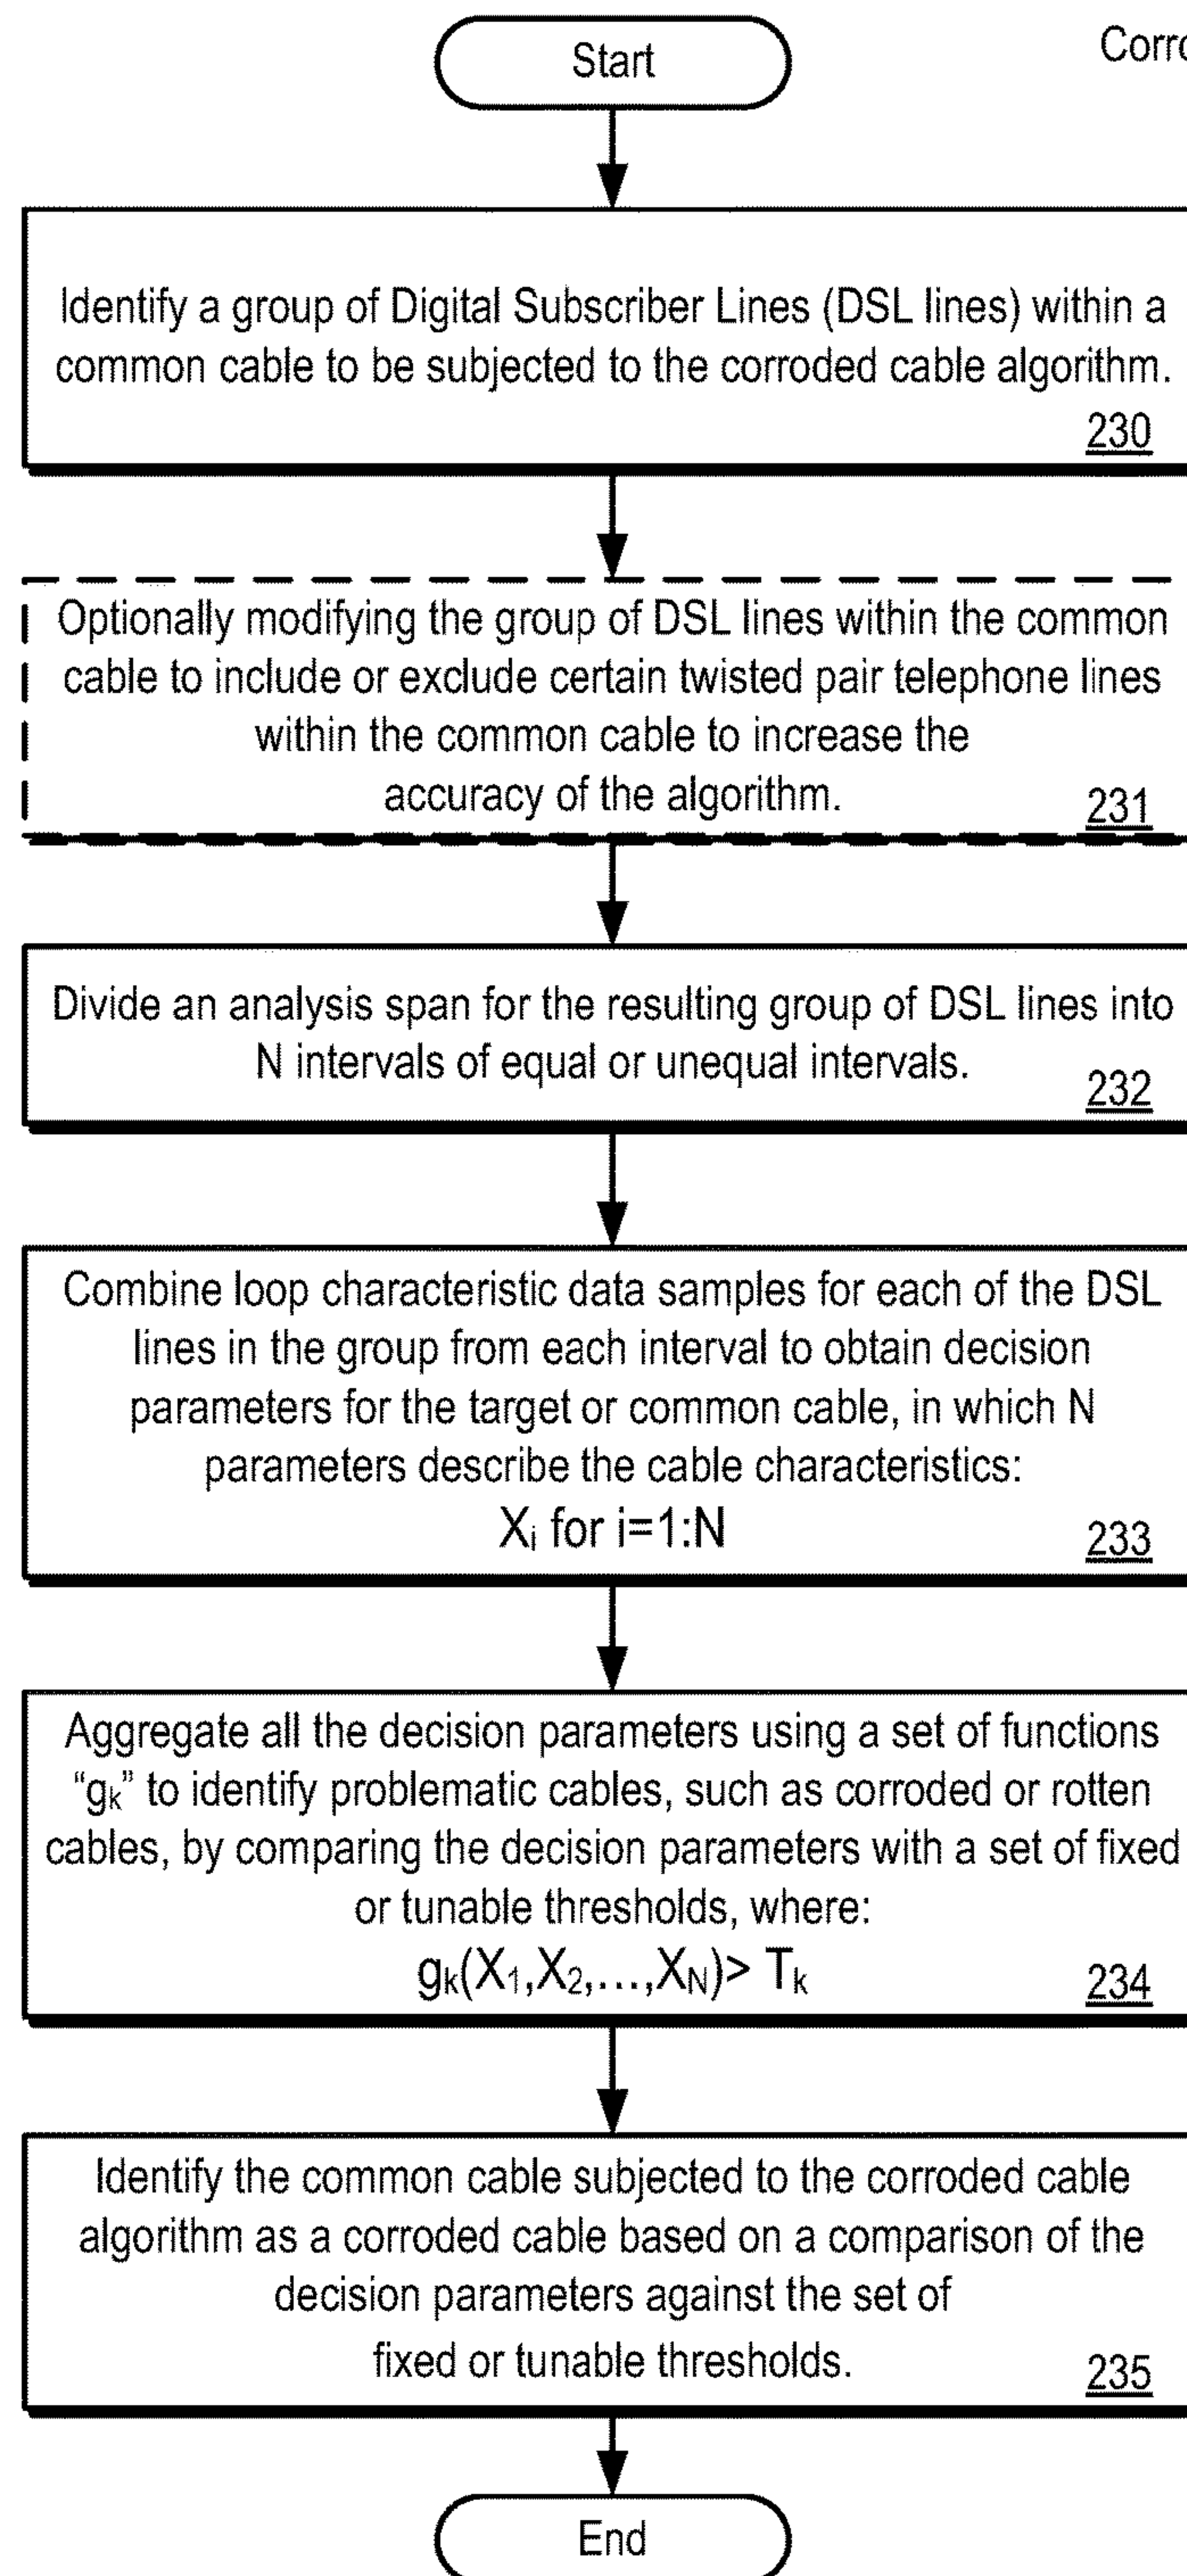 Start
Identify a group of Digital Subscriber Lines (DSL lines) within a
common cable to be subjected to the corroded cable algorithm.
230
Optionally modifying the group of DSL lines within the common
cable to include or exclude certain twisted pair telephone lines
within the common cable to increase the
accuracy of the algorithm.
231
Divide an analysis span for the resulting group of DSL lines into
N intervals of equal or unequal intervals.
232
Combine loop characteristic data samples for each of the DSL
lines in the group from each interval to obtain decision
parameters for the target or common cable, in which N
parameters describe the cable characteristics:
Xᵢ for i=1:N
233
Aggregate all the decision parameters using a set of functions
“gₖ” to identify problematic cables, such as corroded or rotten
cables, by comparing the decision parameters with a set of fixed
or tunable thresholds, where:
gₖ(X₁,X₂,...,X_N)> Tₖ
234
Identify the common cable subjected to the corroded cable
algorithm as a corroded cable based on a comparison of the
decision parameters against the set of
fixed or tunable thresholds.
235
End